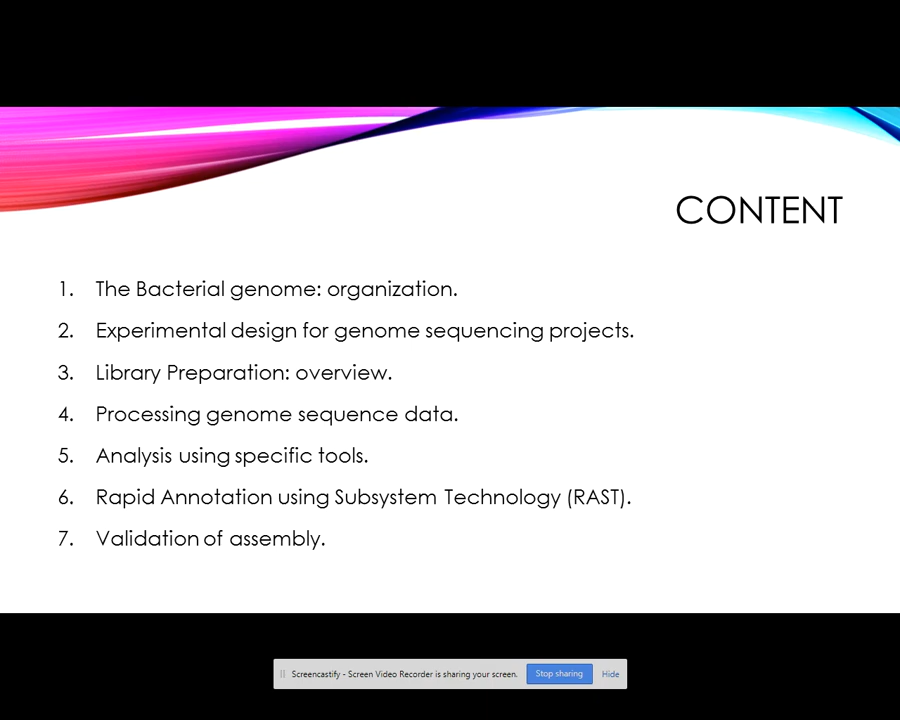 CONTENT
1. The Bacterial genome: organization.
2. Experimental design for genome sequencing projects.
3. Library Preparation: overview.
4. Processing genome sequence data.
5. Analysis using specific tools.
6. Rapid Annotation using Subsystem Technology (RAST).
7. Validation of assembly.
Screencastify - Screen Video Recorder is sharing your screen. Stop sharing Hide